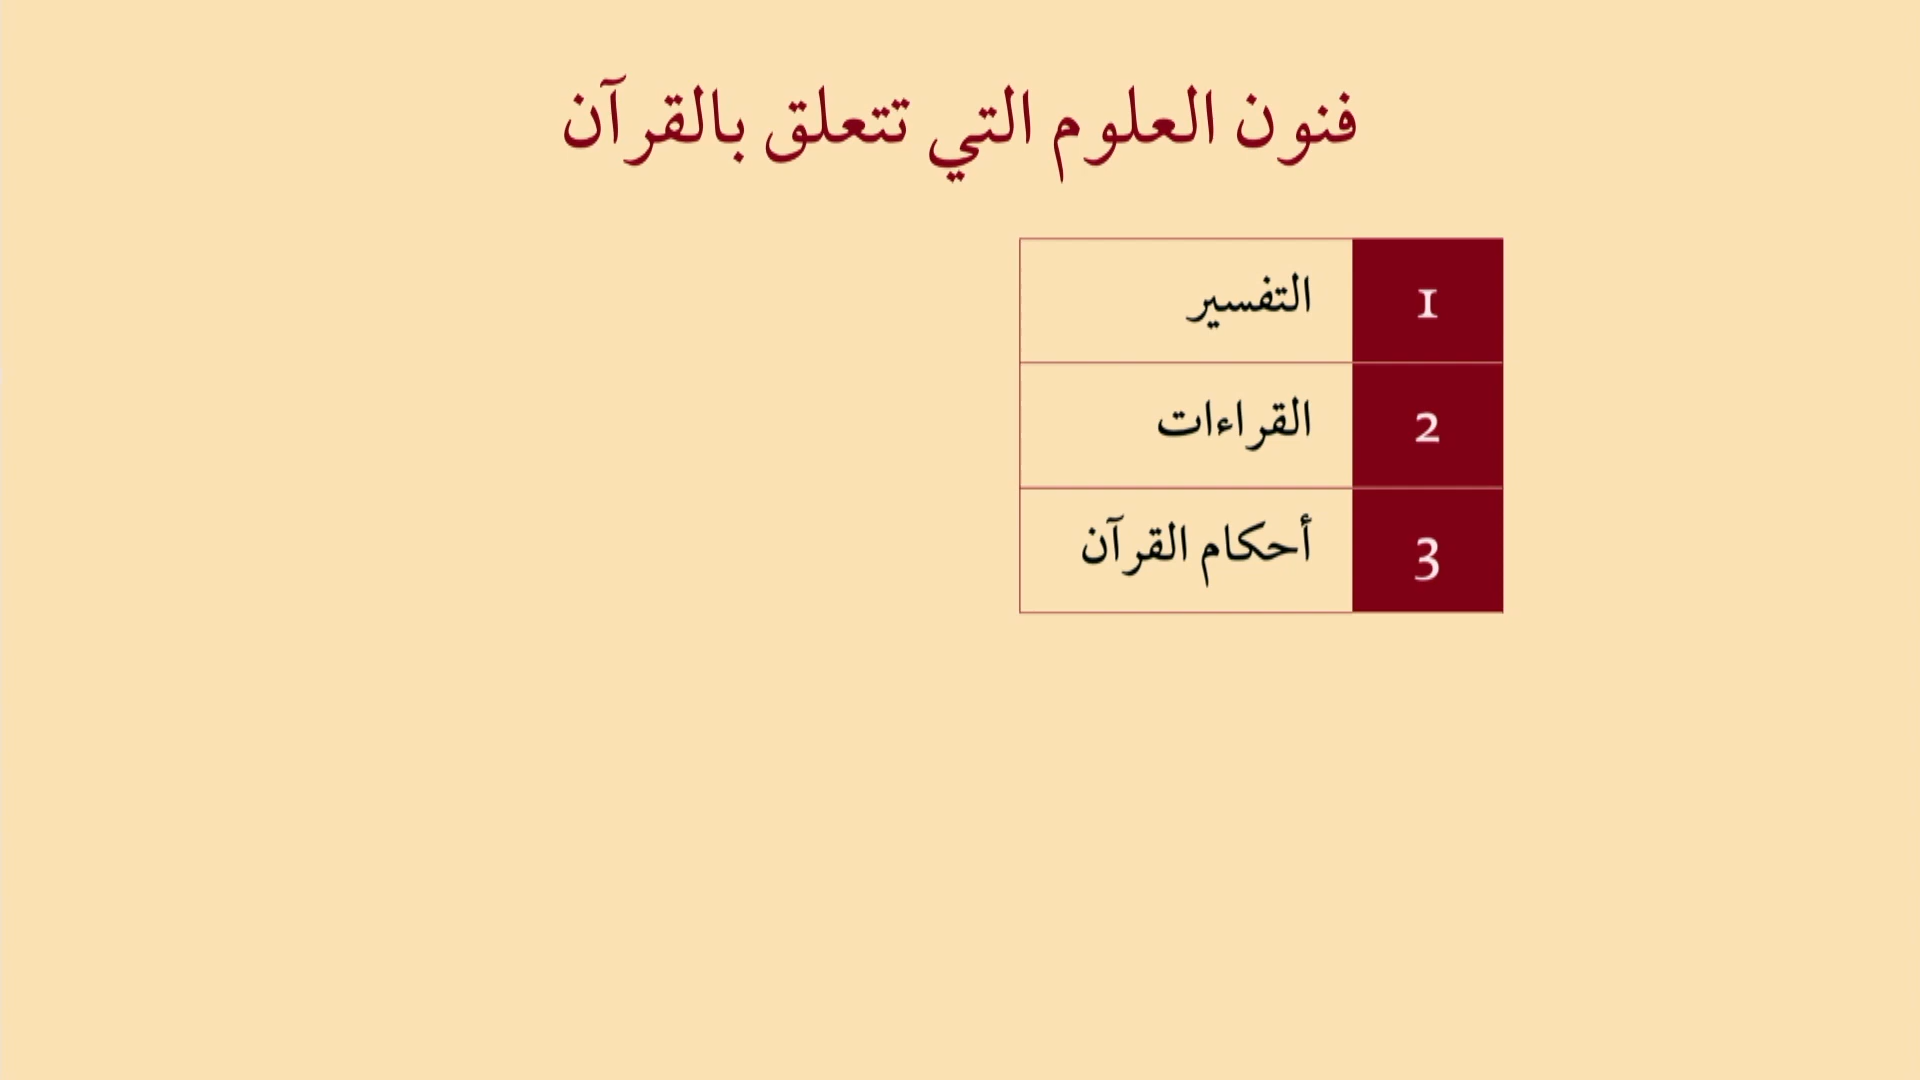 فنون العلوم التي تتعلق بالقرآن
1 التفسير
2 القراءات
3 أحكام القرآن